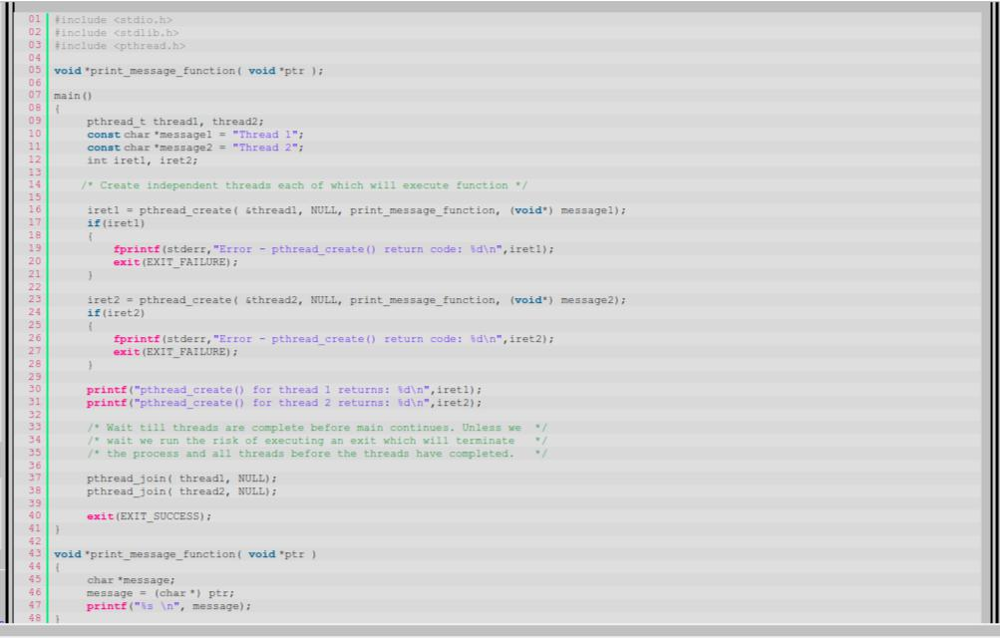 01 #include <stdio.h>
02 #include <stdlib.h>
03 #include <pthread.h>
04
05 void *print_message_function( void *ptr );
06
07 main()
08 {
09      pthread_t thread1, thread2;
10      const char *message1 = "Thread 1";
11      const char *message2 = "Thread 2";
12      int iret1, iret2;
13
14     /* Create independent threads each of which will execute function */
15
16      iret1 = pthread_create( &thread1, NULL, print_message_function, (void*) message1);
17      if(iret1)
18      {
19          fprintf(stderr,"Error - pthread_create() return code: %d\n",iret1);
20          exit(EXIT_FAILURE);
21      }
22
23      iret2 = pthread_create( &thread2, NULL, print_message_function, (void*) message2);
24      if(iret2)
25      {
26          fprintf(stderr,"Error - pthread_create() return code: %d\n",iret2);
27          exit(EXIT_FAILURE);
28      }
29
30      printf("pthread_create() for thread 1 returns: %d\n",iret1);
31      printf("pthread_create() for thread 2 returns: %d\n",iret2);
32
33      /* Wait till threads are complete before main continues. Unless we  */
34      /* wait we run the risk of executing an exit which will terminate   */
35      /* the process and all threads before the threads have completed.   */
36
37      pthread_join( thread1, NULL);
38      pthread_join( thread2, NULL);
39
40      exit(EXIT_SUCCESS);
41 }
42
43 void *print_message_function( void *ptr )
44 {
45      char *message;
46      message = (char *) ptr;
47      printf("%s \n", message);
48 }